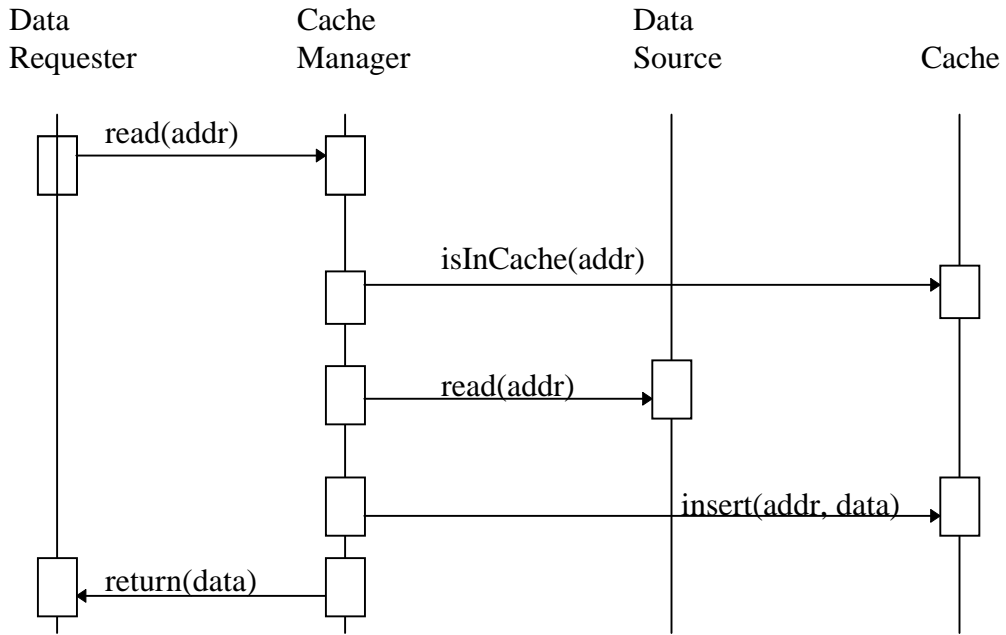 Data
Requester
Cache
Manager
Data
Source
Cache
read(addr)
isInCache(addr)
read(addr)
insert(addr, data)
return(data)